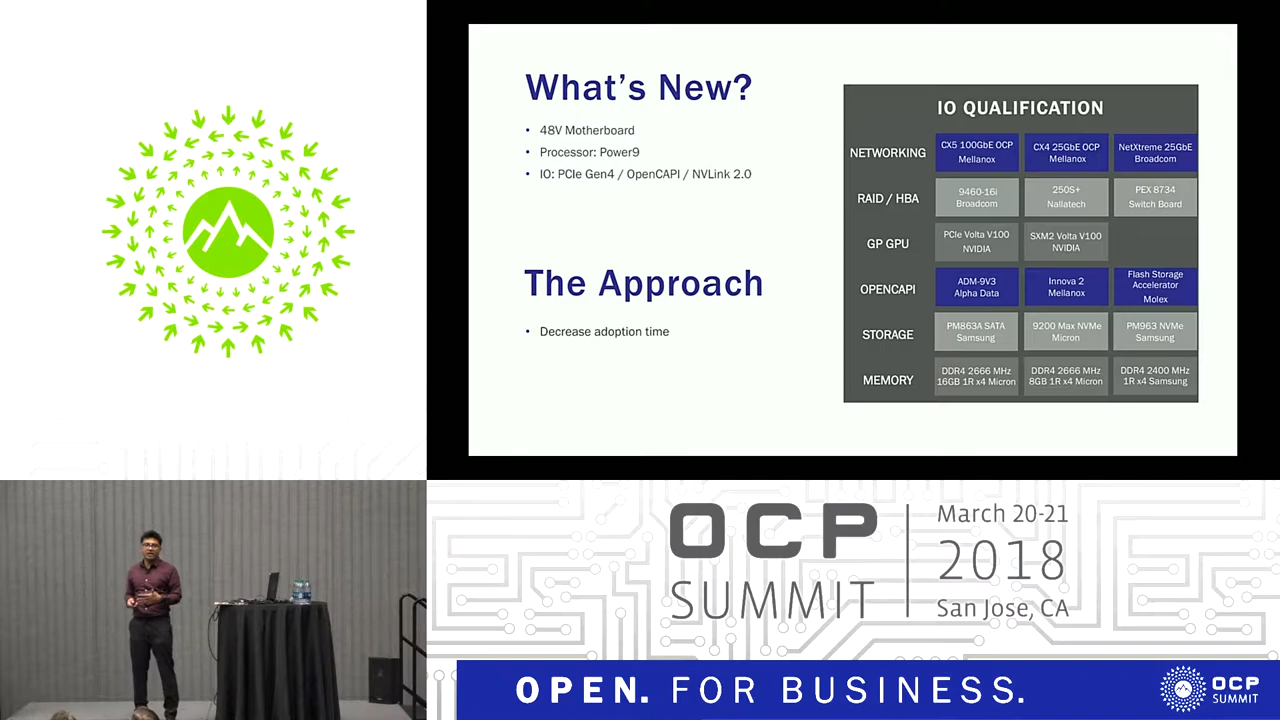 What's New?
• 48V Motherboard
• Processor: Power9
• IO: PCIe Gen4 / OpenCAPI / NVLink 2.0
The Approach
• Decrease adoption time
IO QUALIFICATION
NETWORKING
CX5 100GbE OCP
Mellanox
CX4 25GbE OCP
Mellanox
NetXtreme 25GbE
Broadcom
RAID / HBA
9460-16i
Broadcom
250S+
Nallatech
PEX 8734
Switch Board
GP GPU
PCIe Volta V100
NVIDIA
SXM2 Volta V100
NVIDIA
OPENCAPI
ADM-9V3
Alpha Data
Innova 2
Mellanox
Flash Storage
Accelerator
Molex
STORAGE
PM863A SATA
Samsung
9200 Max NVMe
Micron
PM963 NVMe
Samsung
MEMORY
DDR4 2666 MHz
16GB 1R x4 Micron
DDR4 2666 MHz
8GB 1R x4 Micron
DDR4 2400 MHz
1R x4 Samsung
OCP
SUMMIT
March 20-21
2018
San Jose, CA
OPEN. FOR BUSINESS.
OCP
SUMMIT